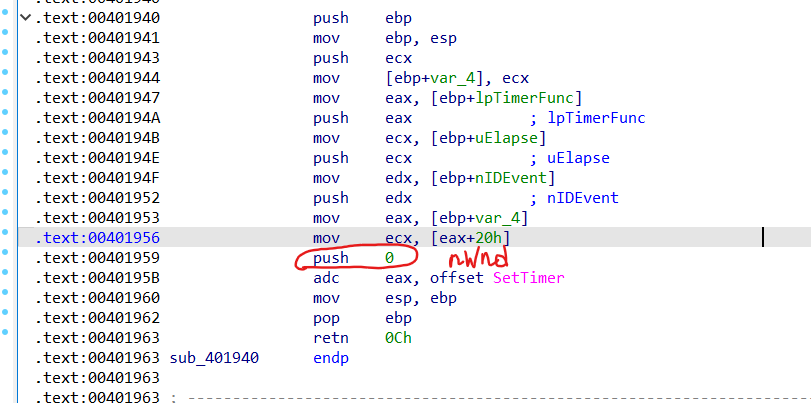 .text:00401940
.text:00401940 push ebp
.text:00401941 mov ebp, esp
.text:00401943 push ecx
.text:00401944 mov [ebp+var_4], ecx
.text:00401947 mov eax, [ebp+lpTimerFunc]
.text:0040194A push eax ; lpTimerFunc
.text:0040194B mov ecx, [ebp+uElapse]
.text:0040194E push ecx ; uElapse
.text:0040194F mov edx, [ebp+nIDEvent]
.text:00401952 push edx ; nIDEvent
.text:00401953 mov eax, [ebp+var_4]
.text:00401956 mov ecx, [eax+20h]
.text:00401959 push 0 nWnd
.text:0040195B adc eax, offset SetTimer
.text:00401960 mov esp, ebp
.text:00401962 pop ebp
.text:00401963 retn 0Ch
.text:00401963 sub_401940 endp
.text:00401963
.text:00401963 ; ---------------------------------------------------------------------------